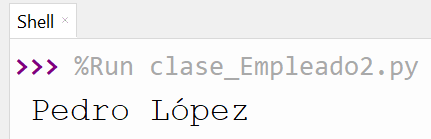 Shell ×
>>> %Run clase_Empleado2.py
Pedro López